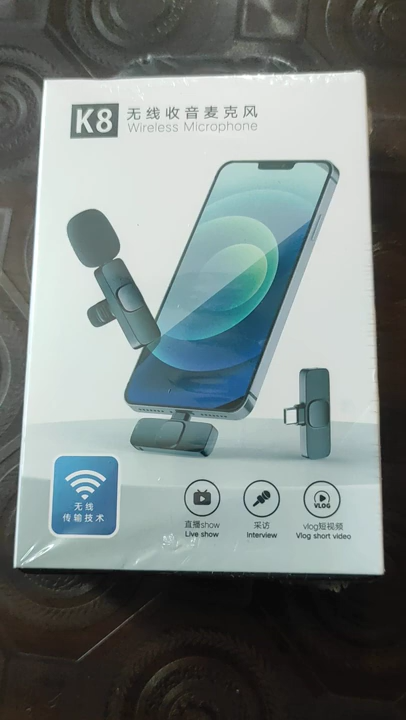 K8 无线收音麦克风
Wireless Microphone
无线
传输技术
VLOG
直播show
Live show
采访
Interview
vlog短视频
Vlog short video